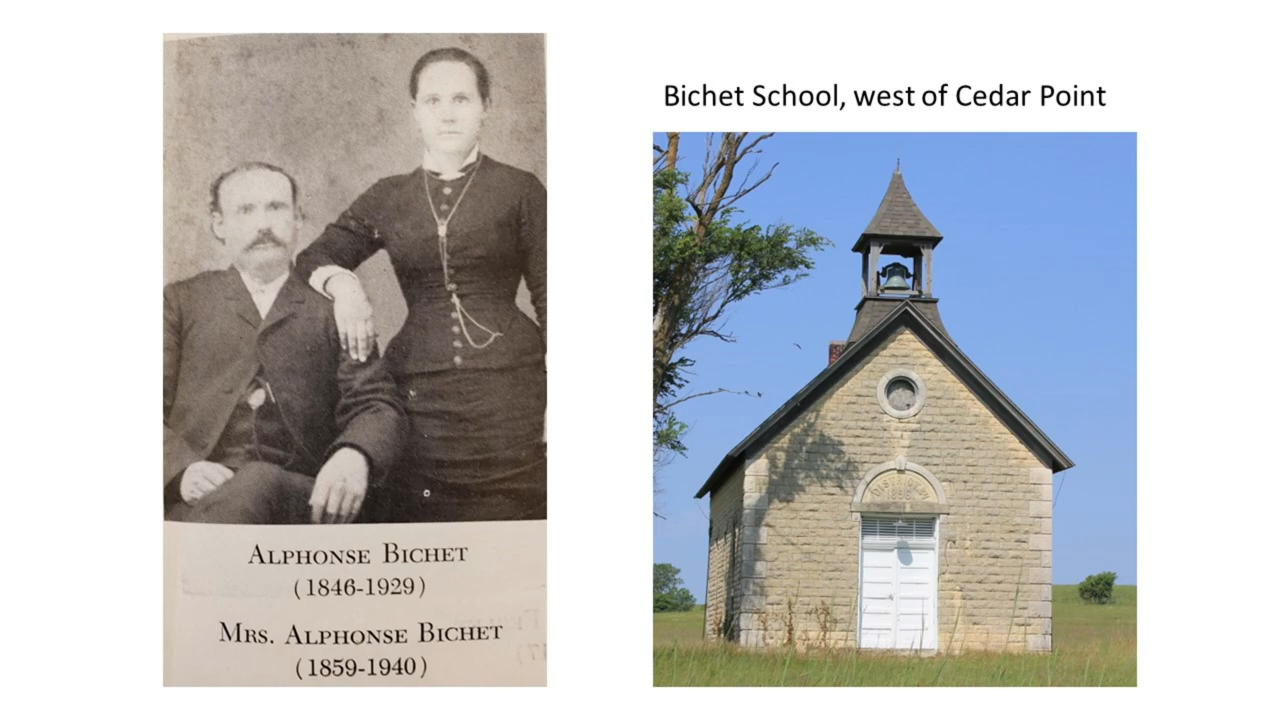 Alphonse Bichet
(1846-1929)
Mrs. Alphonse Bichet
(1859-1940)
Bichet School, west of Cedar Point